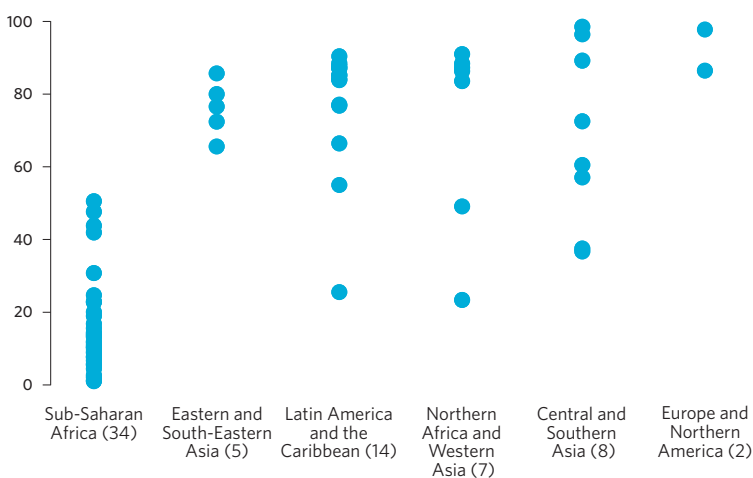 100
80
60
40
20
0
Sub-Saharan
Africa (34)
Eastern and
South-Eastern
Asia (5)
Latin America
and the
Caribbean (14)
Northern
Africa and
Western
Asia (7)
Central and
Southern
Asia (8)
Europe and
Northern
America (2)